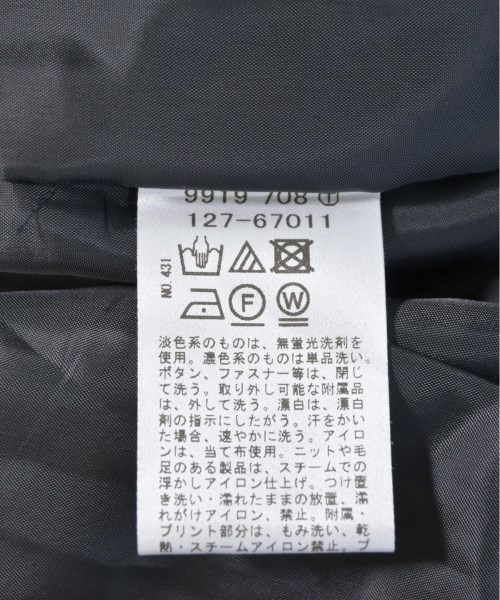 9919 708 Ⓣ
127-67011
NO.431
F
W
淡色系のものは、無蛍光洗剤を
使用。濃色系のものは単品洗い。
ボタン、ファスナー等は、閉じ
て洗う。取り外し可能な附属品
は、外して洗う。漂白は、漂白
剤の指示にしたがう。汗をかい
た場合、速やかに洗う。アイロ
ンは、当て布使用。ニットや毛
足のある製品は、スチームでの
浮かしアイロン仕上げ。つけ置
き洗い・濡れたままの放置、濡
れがけアイロン、禁止。附属・
プリント部分は、もみ洗い、乾
熱・スチームアイロン禁止。プ